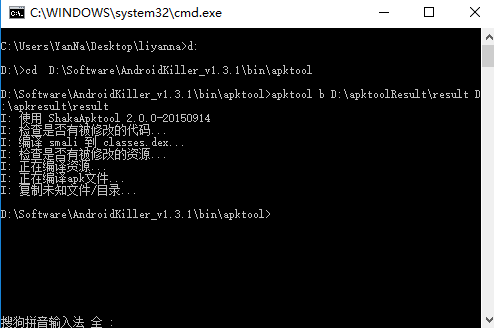 C:\WINDOWS\system32\cmd.exe
C:\Users\YanNa\Desktop\liyanna>d:
D:\>cd  D:\Software\AndroidKiller_v1.3.1\bin\apktool
D:\Software\AndroidKiller_v1.3.1\bin\apktool>apktool b D:\apktoolResult\result D
:\apkresult\result
I: 使用 ShakaApktool 2.0.0-20150914
I: 检查是否有被修改的代码...
I: 编译 smali 到 classes.dex...
I: 检查是否有被修改的资源...
I: 正在编译资源...
I: 正在编译apk文件...
I: 复制未知文件/目录...
D:\Software\AndroidKiller_v1.3.1\bin\apktool>
搜狗拼音输入法 全 :